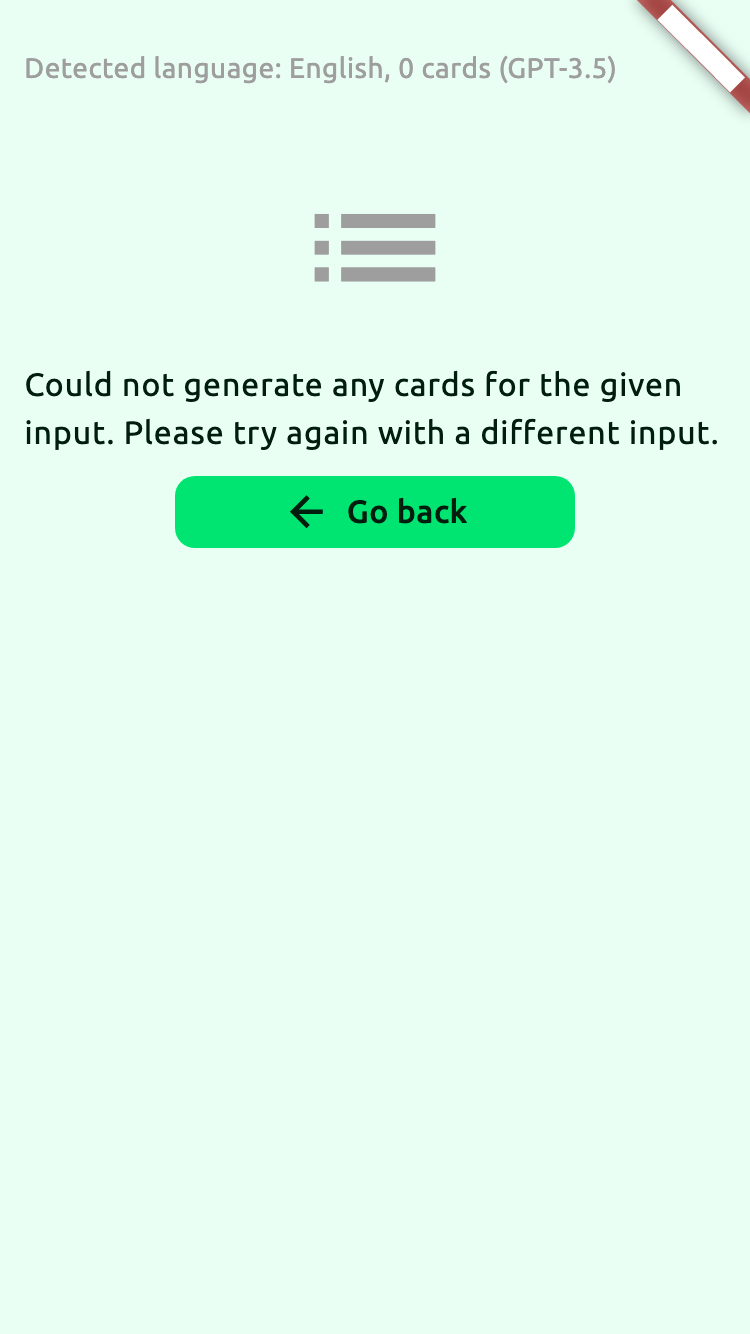 Detected language: English, 0 cards (GPT-3.5)
Could not generate any cards for the given
input. Please try again with a different input.
Go back